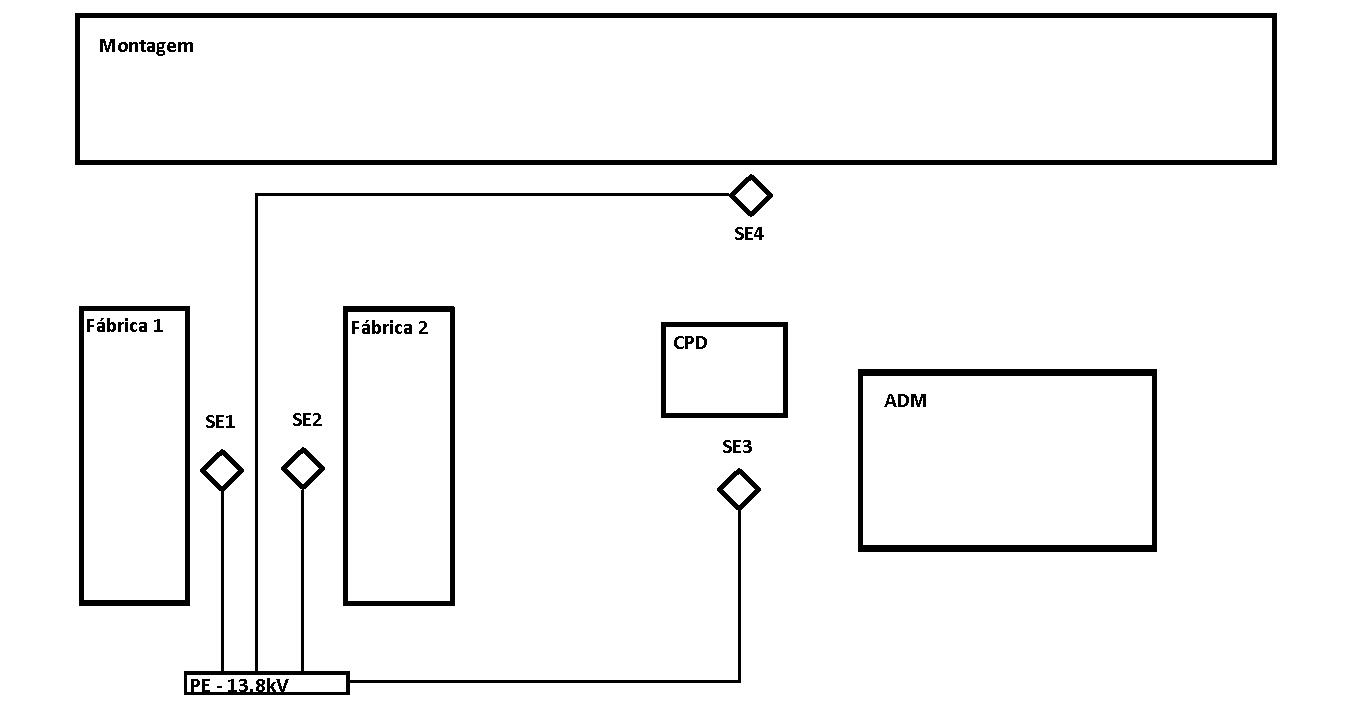 Montagem
SE4
Fábrica 1
Fábrica 2
CPD
ADM
SE1
SE2
SE3
PE - 13.8kV